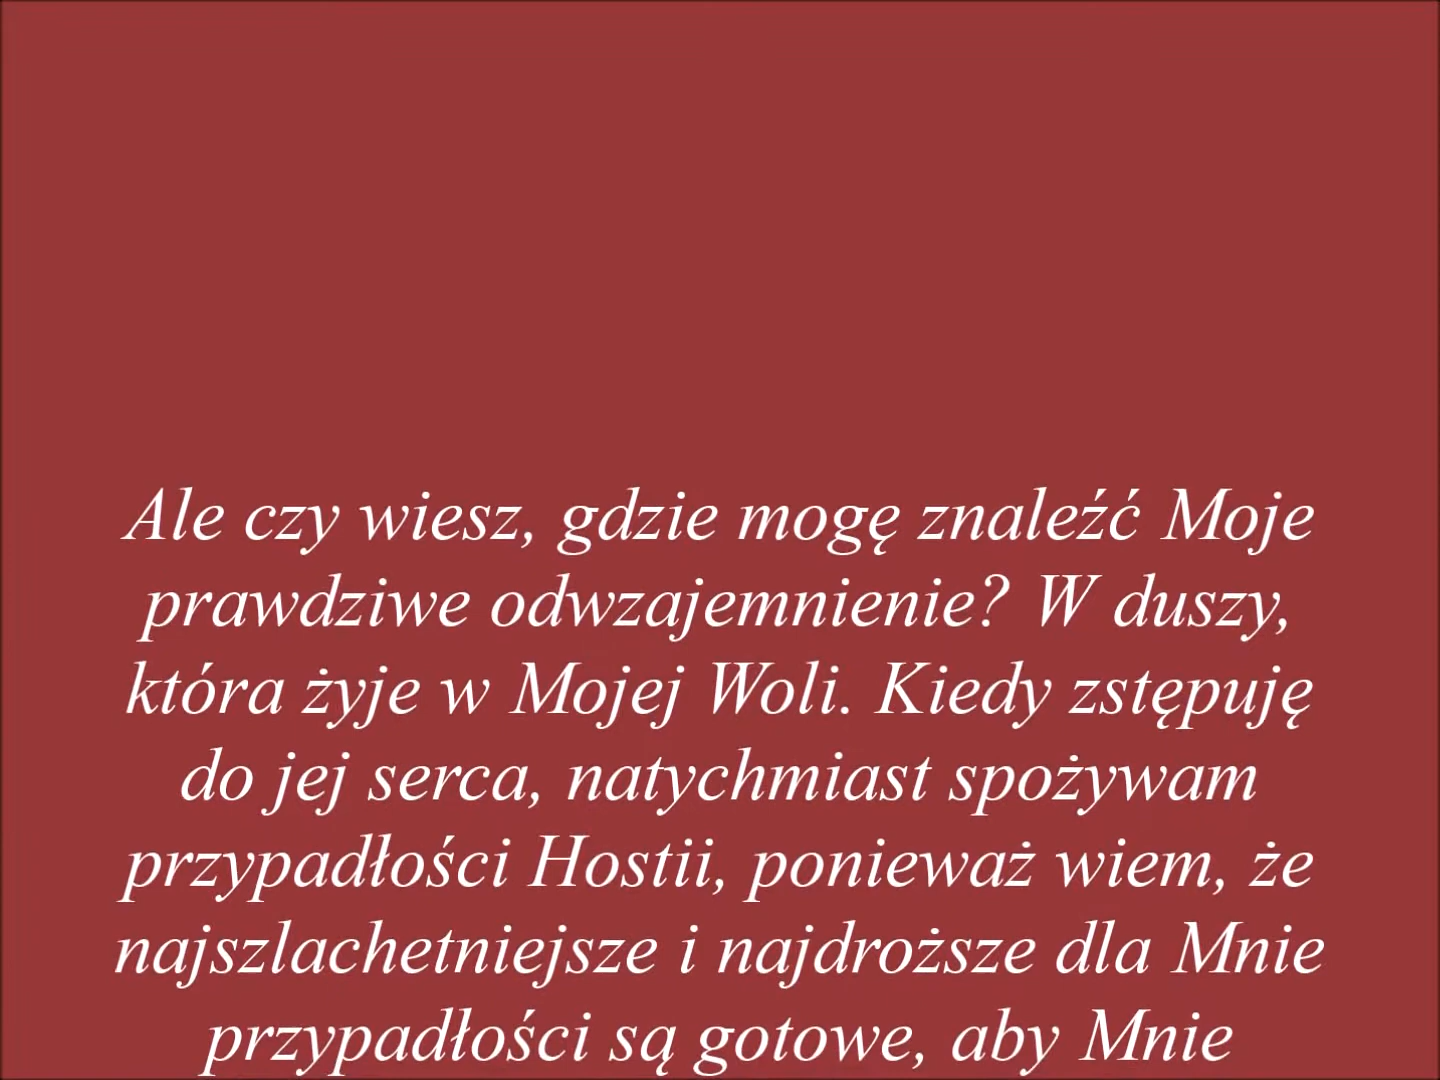 Ale czy wiesz, gdzie mogę znaleźć Moje
prawdziwe odwzajemnienie? W duszy,
która żyje w Mojej Woli. Kiedy zstępuję
do jej serca, natychmiast spożywam
przypadłości Hostii, ponieważ wiem, że
najszlachetniejsze i najdroższe dla Mnie
przypadłości są gotowe, aby Mnie